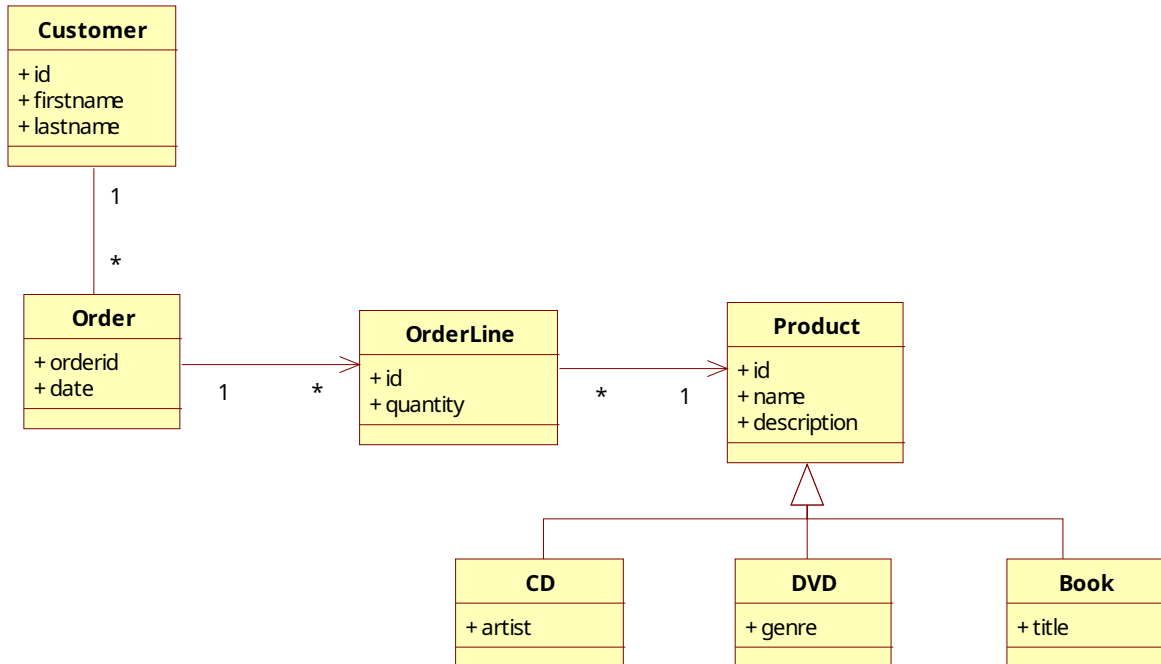 Customer
+ id
+ firstname
+ lastname
1
*
Order
+ orderid
+ date
1
*
OrderLine
+ id
+ quantity
*
1
Product
+ id
+ name
+ description
CD
+ artist
DVD
+ genre
Book
+ title